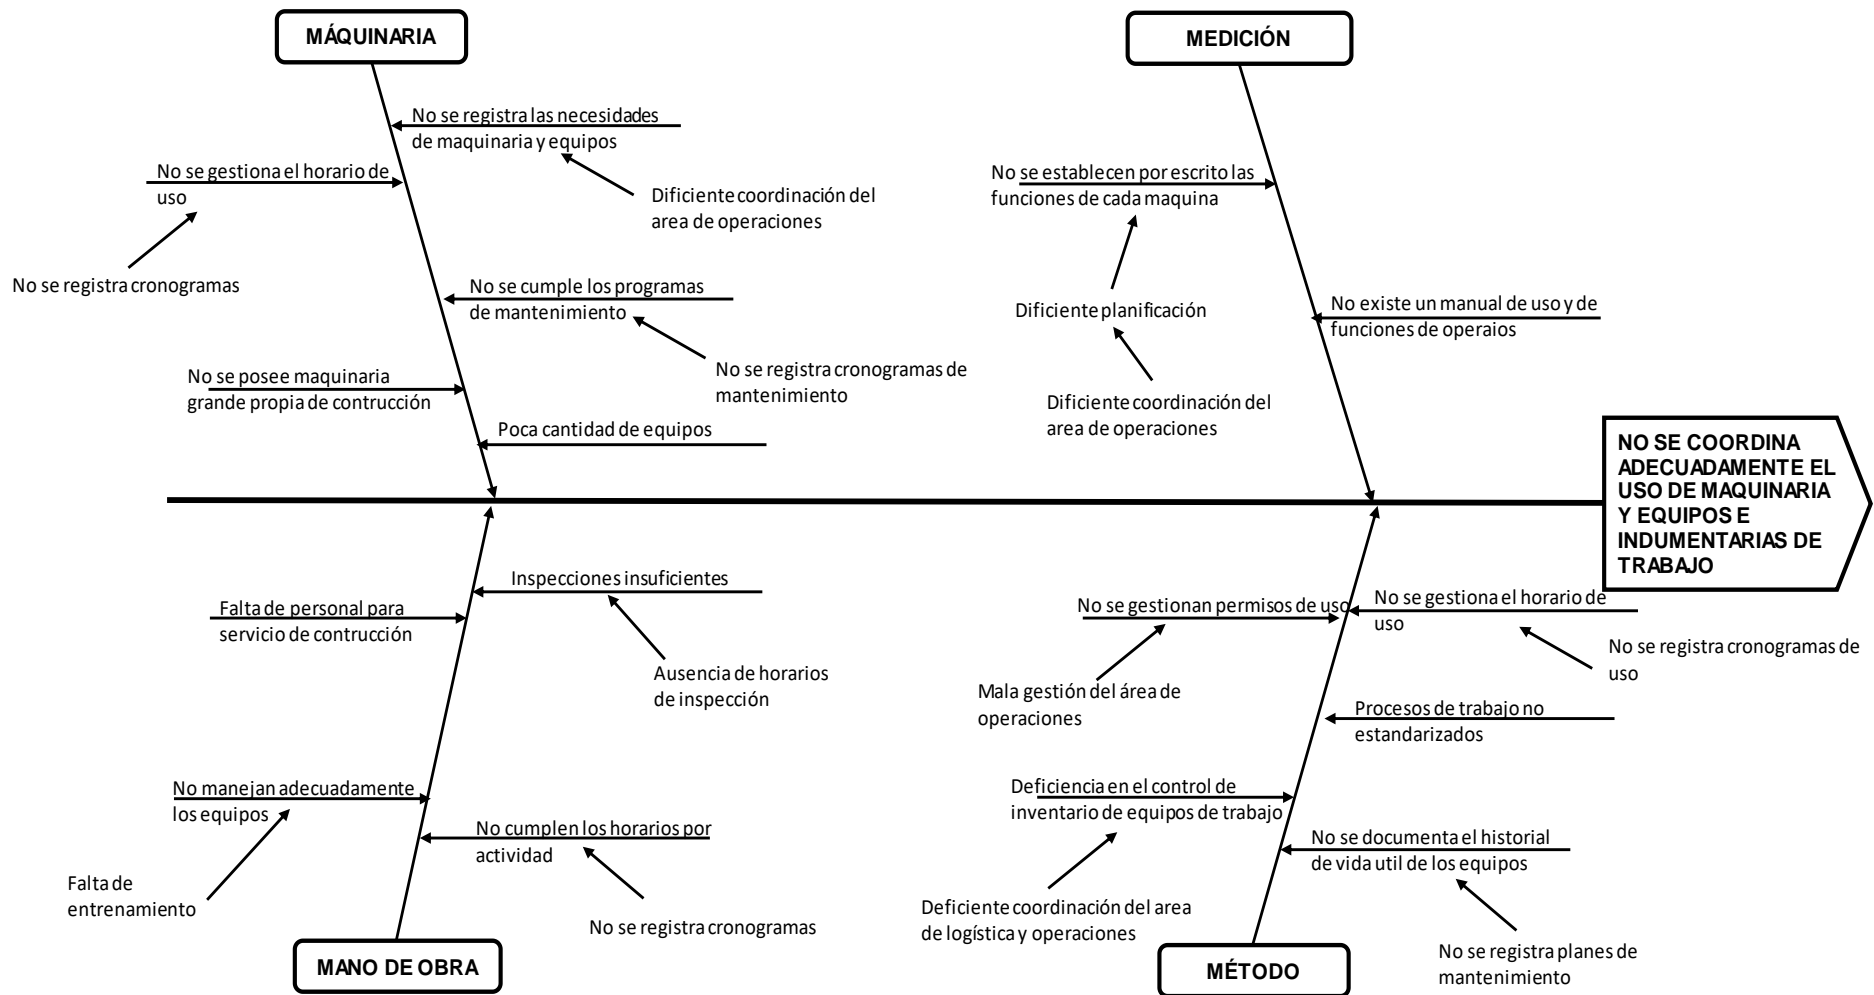 MÁQUINARIA
No se registra las necesidades
de maquinaria y equipos
No se gestiona el horario de
uso
Dificiente coordinación del
area de operaciones
No se registra cronogramas
No se cumple los programas
de mantenimiento
No se registra cronogramas de
mantenimiento
No se posee maquinaria
grande propia de contrucción
Poca cantidad de equipos
MEDICIÓN
No se establecen por escrito las
funciones de cada maquina
Dificiente planificación
No existe un manual de uso y de
funciones de operaios
Dificiente coordinación del
area de operaciones
NO SE COORDINA
ADECUADAMENTE EL
USO DE MAQUINARIA
Y EQUIPOS E
INDUMENTARIAS DE
TRABAJO
Inspecciones insuficientes
Falta de personal para
servicio de contrucción
Ausencia de horarios
de inspección
No manejan adecuadamente
los equipos
No cumplen los horarios por
actividad
Falta de
entrenamiento
No se registra cronogramas
MANO DE OBRA
No se gestionan permisos de uso
No se gestiona el horario de
uso
No se registra cronogramas de
uso
Mala gestión del área de
operaciones
Procesos de trabajo no
estandarizados
Deficiencia en el control de
inventario de equipos de trabajo
No se documenta el historial
de vida util de los equipos
Deficiente coordinación del area
de logística y operaciones
No se registra planes de
mantenimiento
MÉTODO